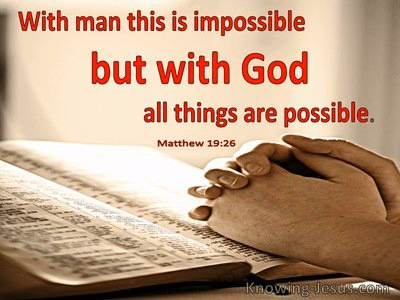 With man this is impossible
but with God
all things are possible.
Matthew 19:26
Knowing-Jesus.com